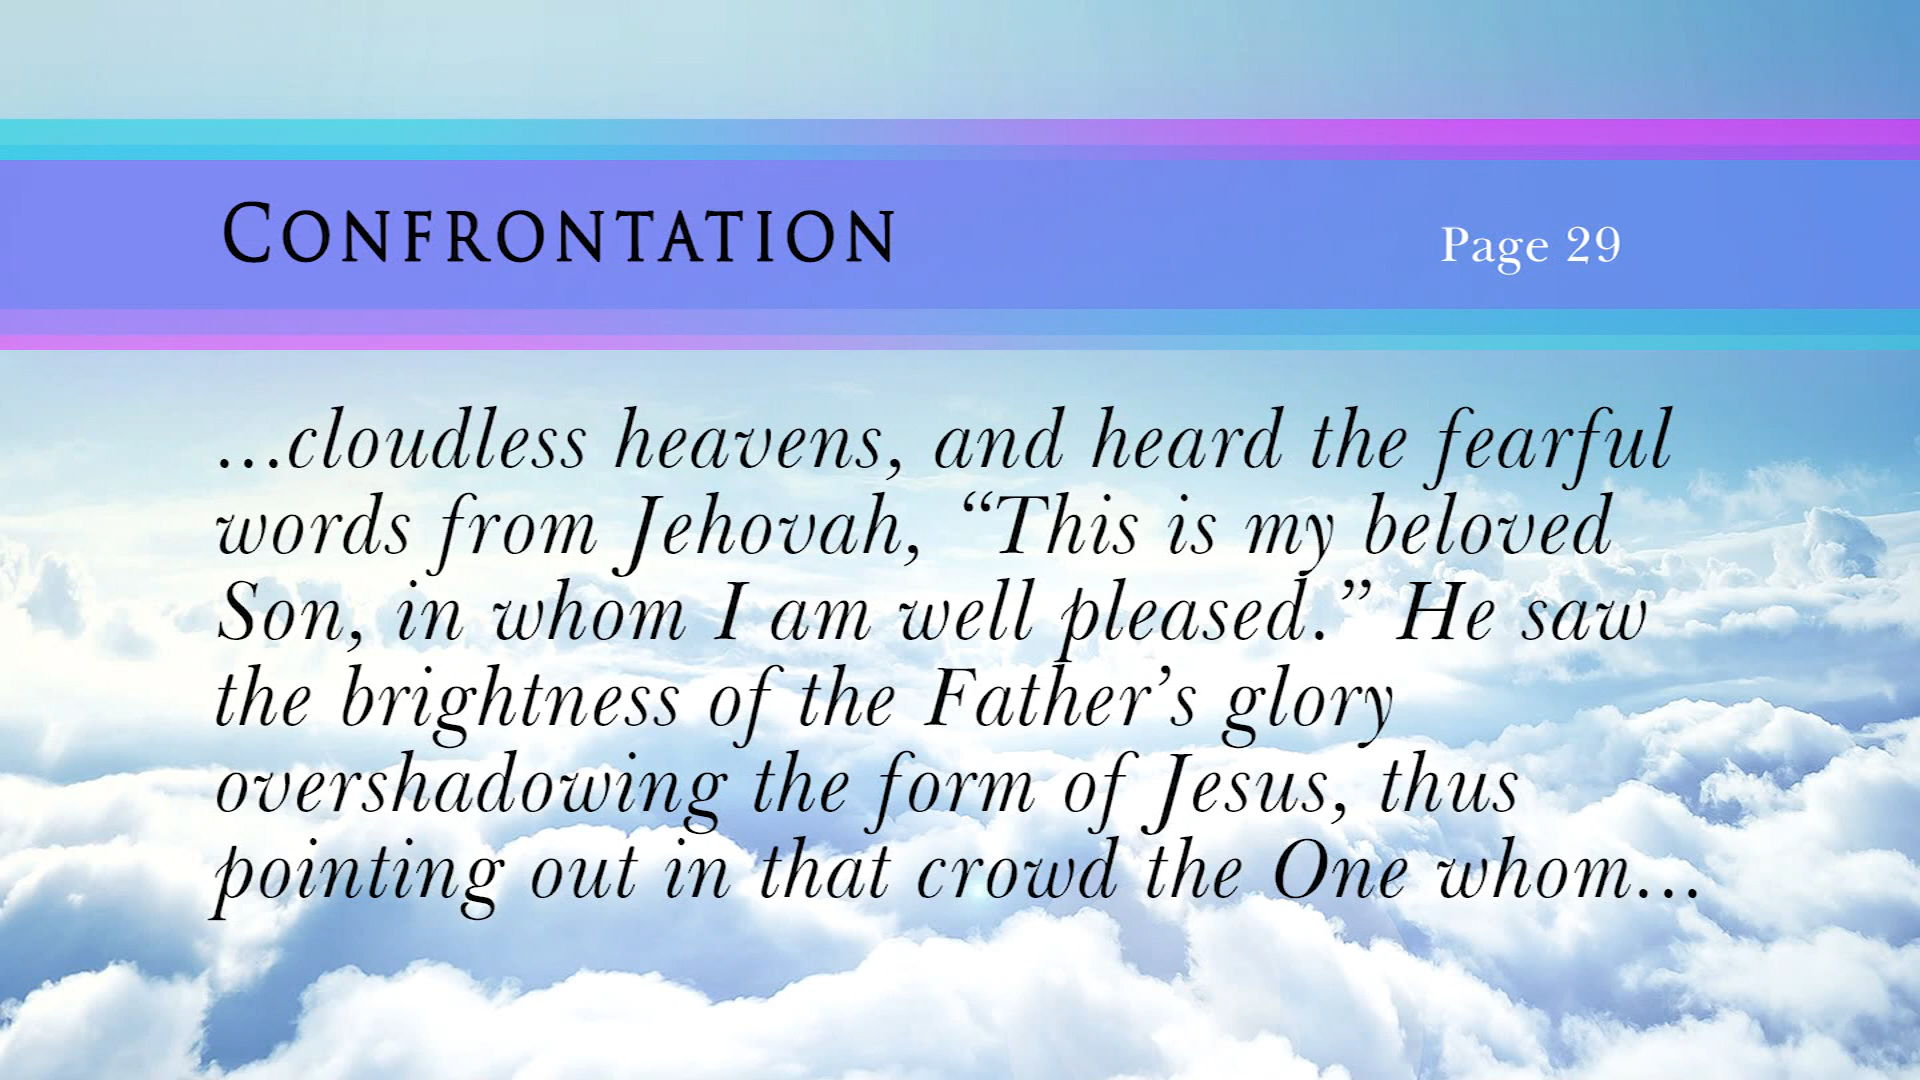 CONFRONTATION
Page 29
...cloudless heavens, and heard the fearful
words from Jehovah, “This is my beloved
Son, in whom I am well pleased.” He saw
the brightness of the Father’s glory
overshadowing the form of Jesus, thus
pointing out in that crowd the One whom...